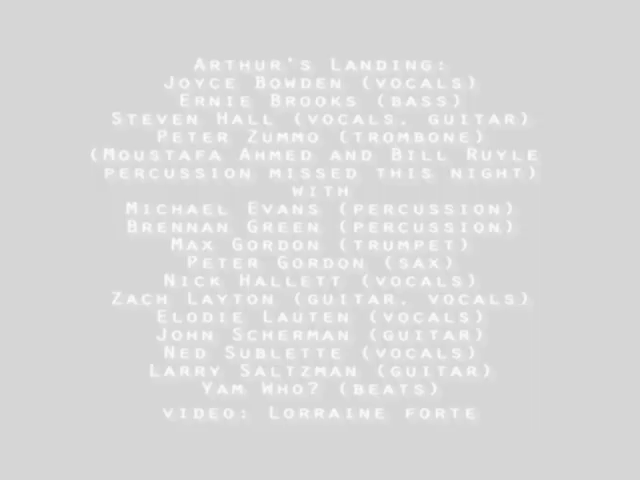 Arthur's Landing:
Joyce Bowden (vocals)
Ernie Brooks (bass)
Steven Hall (vocals, guitar)
Peter Zummo (trombone)
(Moustafa Ahmed and Bill Ruyle
percussion missed this night)
with
Michael Evans (percussion)
Brennan Green (percussion)
Max Gordon (trumpet)
Peter Gordon (sax)
Nick Hallett (vocals)
Zach Layton (guitar, vocals)
Elodie Lauten (vocals)
John Scherman (guitar)
Ned Sublette (vocals)
Larry Saltzman (guitar)
Yam Who? (beats)
video: Lorraine forte